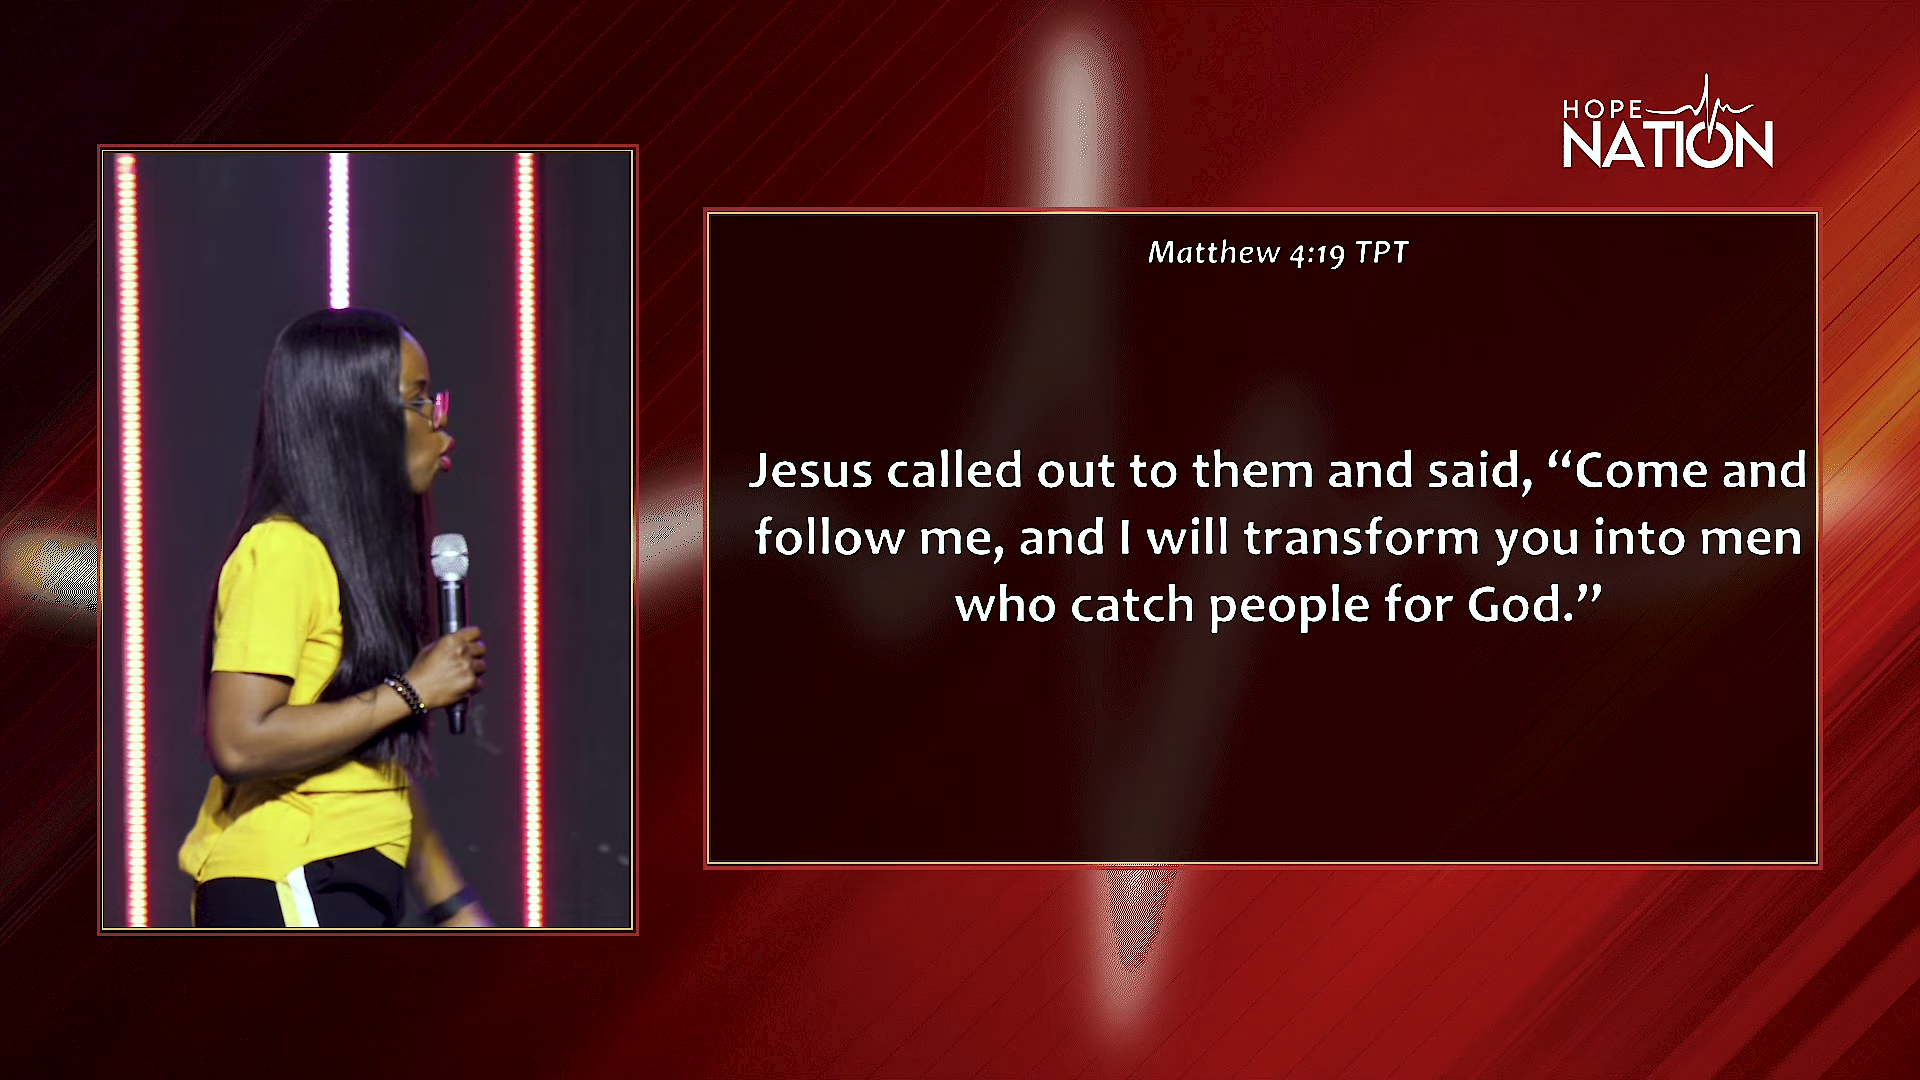 HOPE
NATION
Matthew 4:19 TPT
Jesus called out to them and said, “Come and
follow me, and I will transform you into men
who catch people for God.”